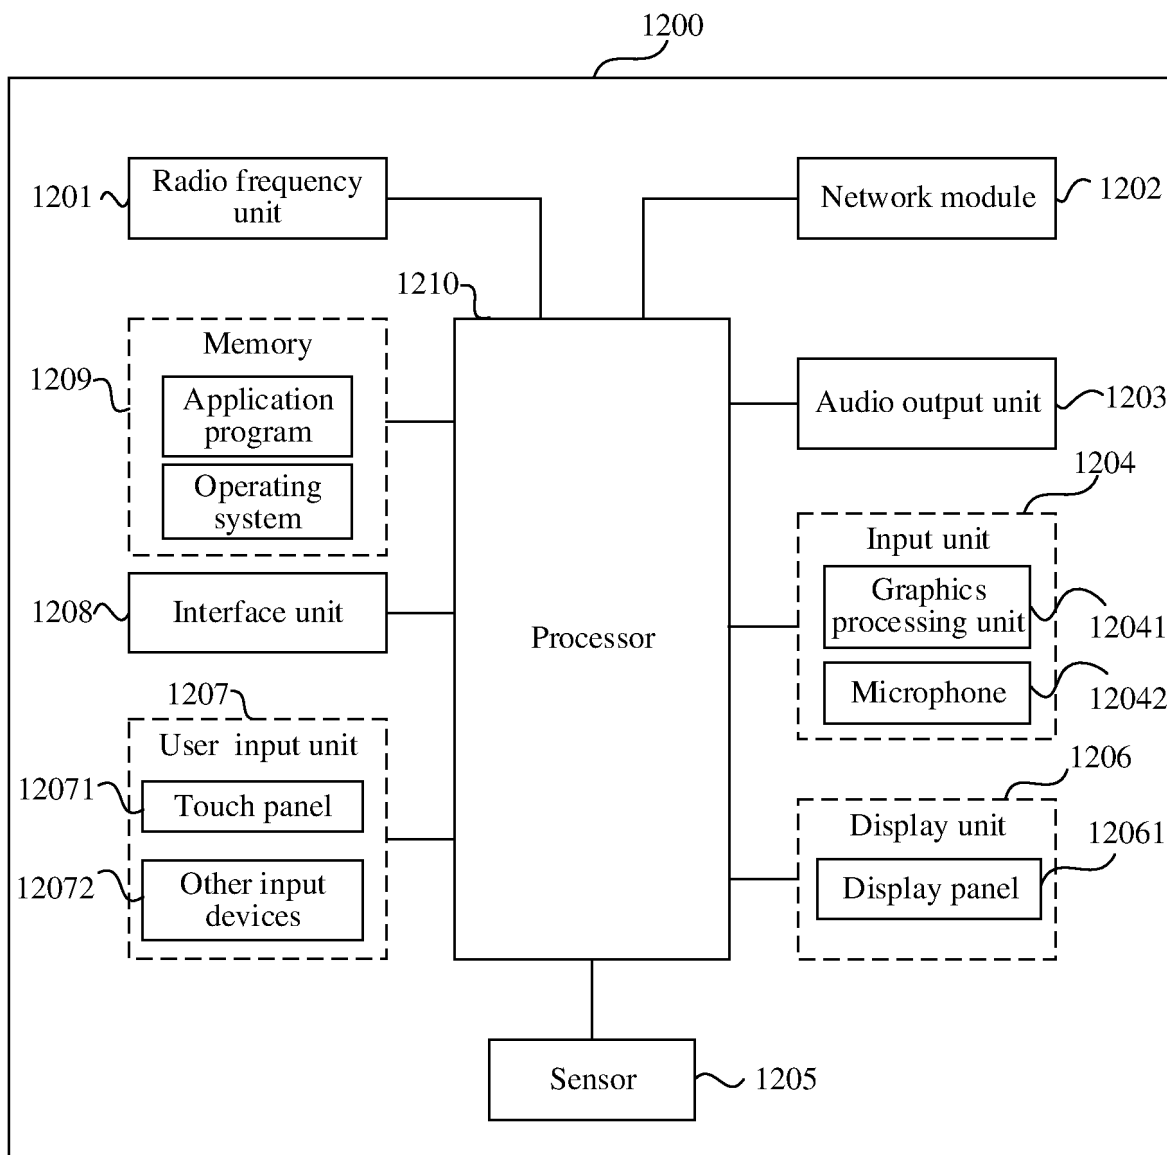 1200
1201
Radio frequency
unit
Network module
1202
1210
Memory
1209
Application
program
Operating
system
Audio output unit
1203
1204
Input unit
Graphics
processing unit
12041
Microphone
12042
1208
Interface unit
Processor
1207
User input unit
12071
Touch panel
12072
Other input
devices
1206
Display unit
12061
Display panel
Sensor
1205